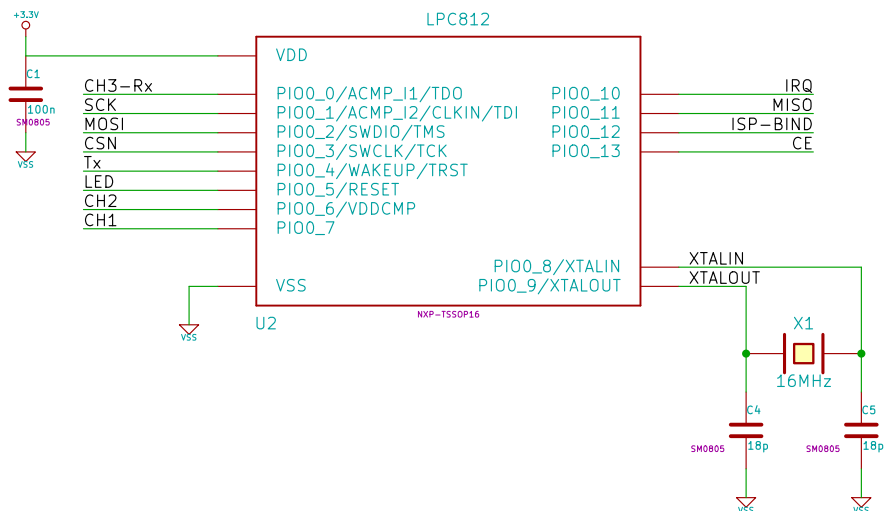 +3.3V
LPC812
C1
100n
SM0805
VSS
VDD
CH3-Rx
PIO0_0/ACMP_I1/TDO
SCK
PIO0_1/ACMP_I2/CLKIN/TDI
MOSI
PIO0_2/SWDIO/TMS
CSN
PIO0_3/SWCLK/TCK
Tx
PIO0_4/WAKEUP/TRST
LED
PIO0_5/RESET
CH2
PIO0_6/VDDCMP
CH1
PIO0_7
VSS
VSS
PIO0_10
IRQ
PIO0_11
MISO
PIO0_12
ISP-BIND
PIO0_13
CE
PIO0_8/XTALIN
XTALIN
PIO0_9/XTALOUT
XTALOUT
U2
NXP-TSSOP16
X1
16MHz
C4
18p
SM0805
VSS
C5
18p
SM0805
VSS